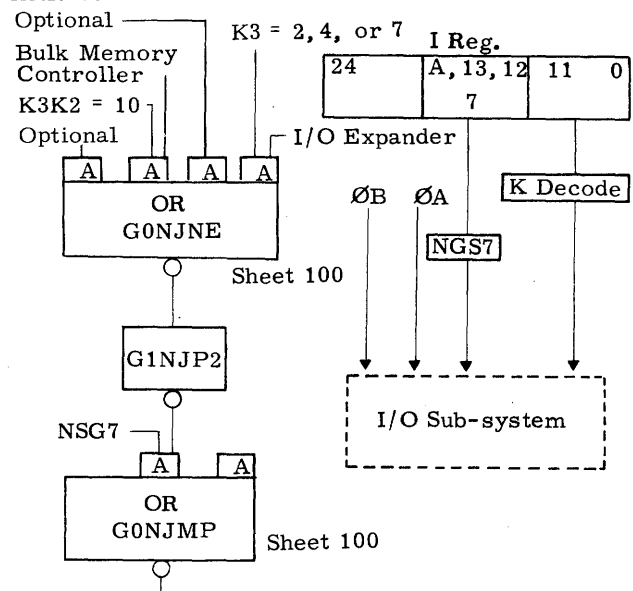 Optional
K3 = 2, 4, or 7
I Reg.
Bulk Memory
Controller
24
A, 13, 12
11 0
7
K3K2 = 10
Optional
I/O Expander
A
A
A
A
K Decode
OR
G0NJNE
ØB
ØA
NGS7
Sheet 100
G1NJP2
I/O Sub-system
NSG7
A
A
OR
G0NJMP
Sheet 100